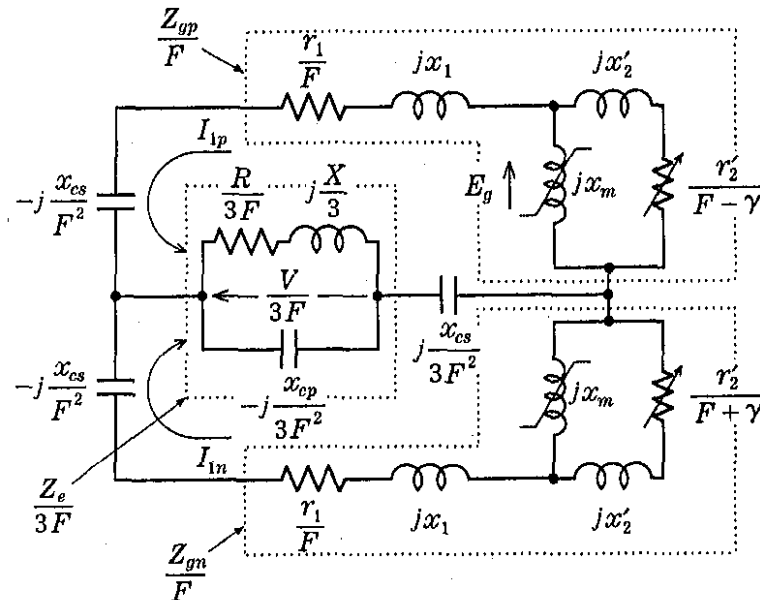 Z_gp/F
r_1/F
jx_1
jx'_2
I_1p
-j x_cs/F^2
R/3F
j X/3
E_g
jx_m
r'_2/F-γ
V/3F
j x_cs/3F^2
-j x_cp/3F^2
-j x_cs/F^2
jx_m
r'_2/F+γ
I_1n
Z_e/3F
r_1/F
jx_1
jx'_2
Z_gn/F